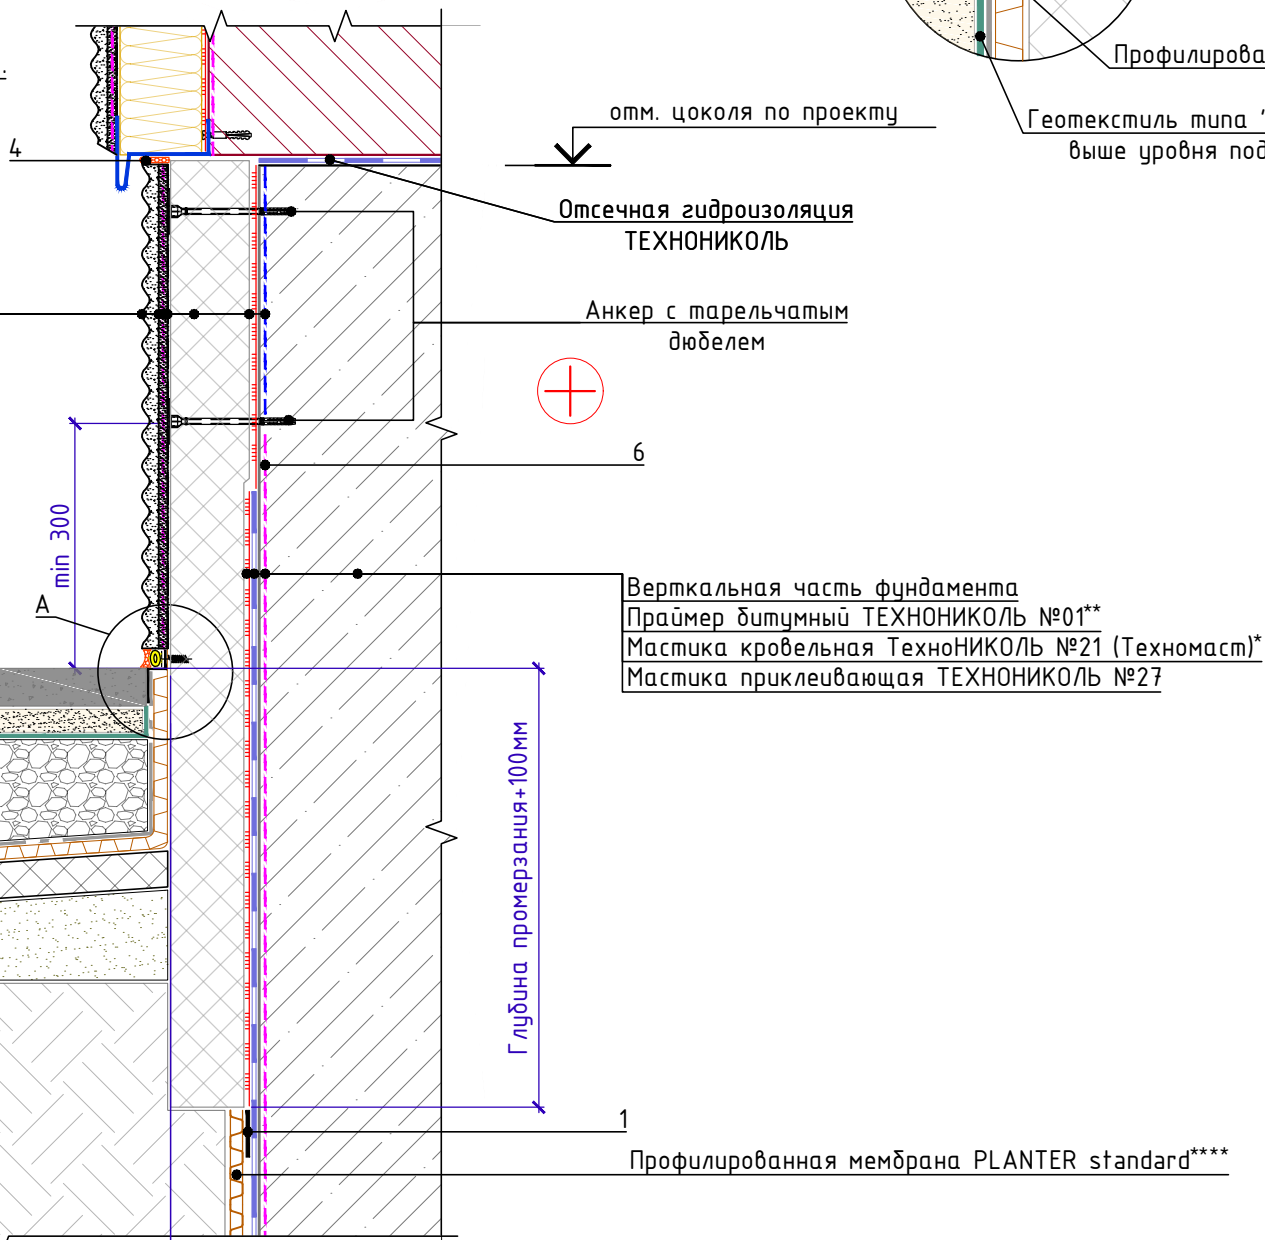 Профилирова
Геотекстиль типа
выше уровня под
отм. цоколя по проекту
4
Отсечная гидроизоляция
ТЕХНОНИКОЛЬ
Анкер с тарельчатым
дюбелем
6
min 300
А
Верткальная часть фундамента
Праймер битумный ТЕХНОНИКОЛЬ №01**
Мастика кровельная ТехноНИКОЛЬ №21 (Техномаст)*
Мастика приклеивающая ТЕХНОНИКОЛЬ №27
Глубина промерзания+100мм
1
Профилированная мембрана PLANTER standard****